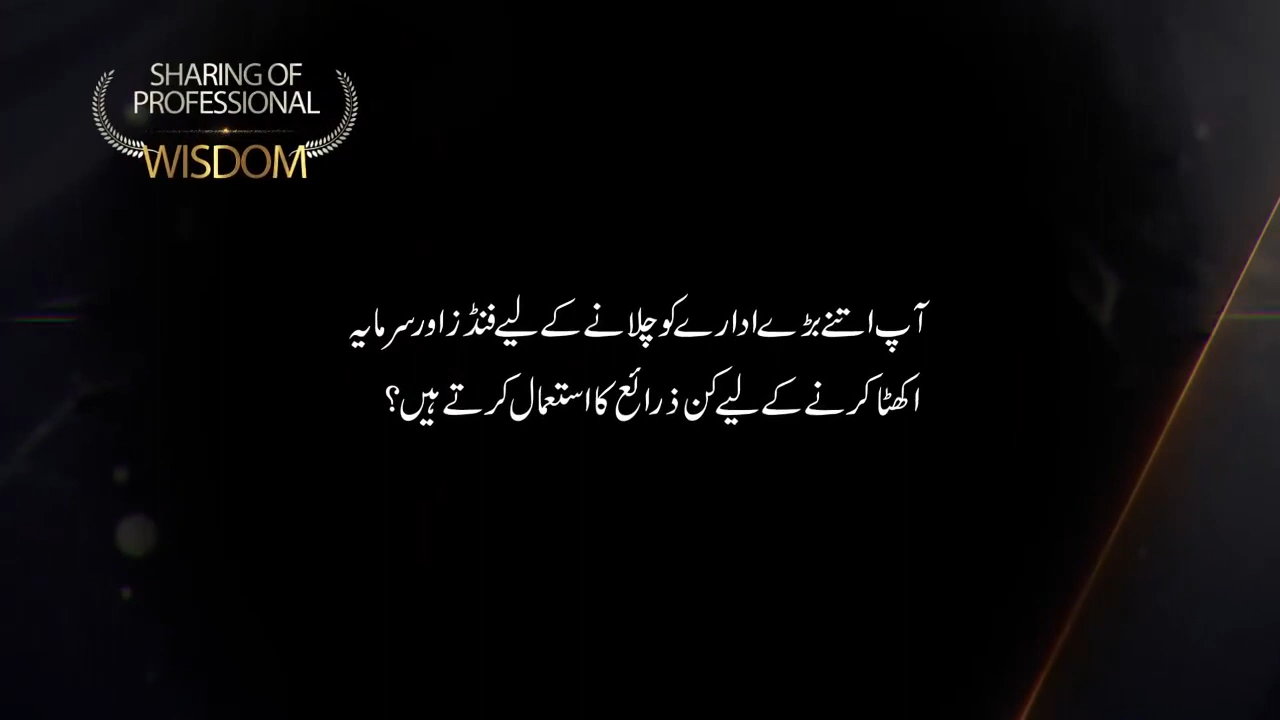 SHARING OF
PROFESSIONAL
WISDOM
آپ اتنے بڑے ادارے کو چلانے کے لیے فنڈز اور سرمایہ
اکھٹا کرنے کے لیے کن ذرائع کا استعمال کرتے ہیں؟